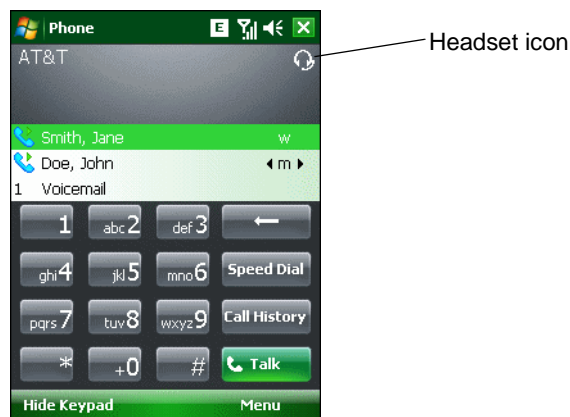 Phone E
AT&T
Headset icon
Smith, Jane w
Doe, John m
1 Voicemail
1 abc2 def3
ghi4 jkl5 mno6 Speed Dial
pqrs7 tuv8 wxyz9 Call History
* +0 # Talk
Hide Keypad Menu